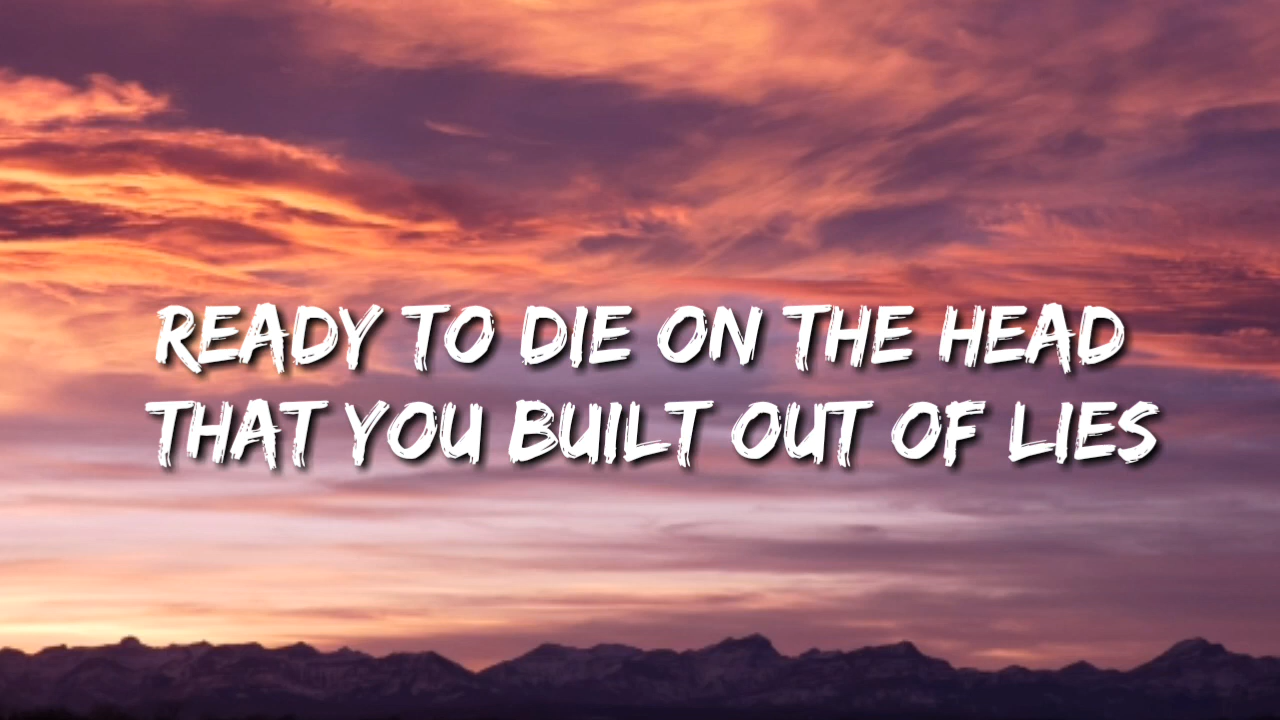 READY TO DIE ON THE HEAD
THAT YOU BUILT OUT OF LIES